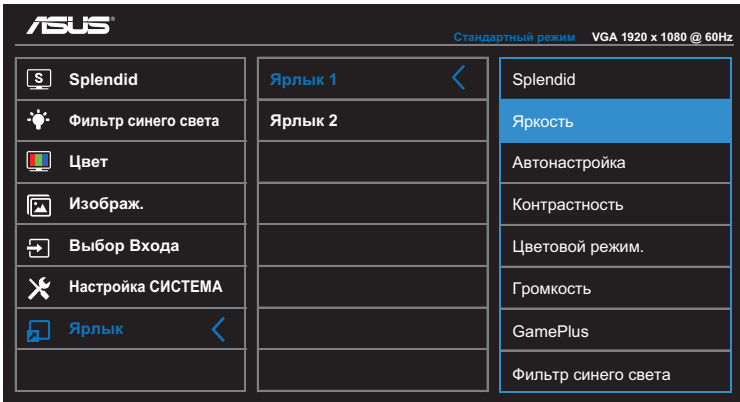 ASUS
Стандартный режим VGA 1920 x 1080 @ 60Hz
S Splendid
Фильтр синего света
Цвет
Изображ.
Выбор Входа
Настройка СИСТЕМА
Ярлык
Ярлык 1
Ярлык 2
Splendid
Яркость
Автонастройка
Контрастность
Цветовой режим.
Громкость
GamePlus
Фильтр синего света